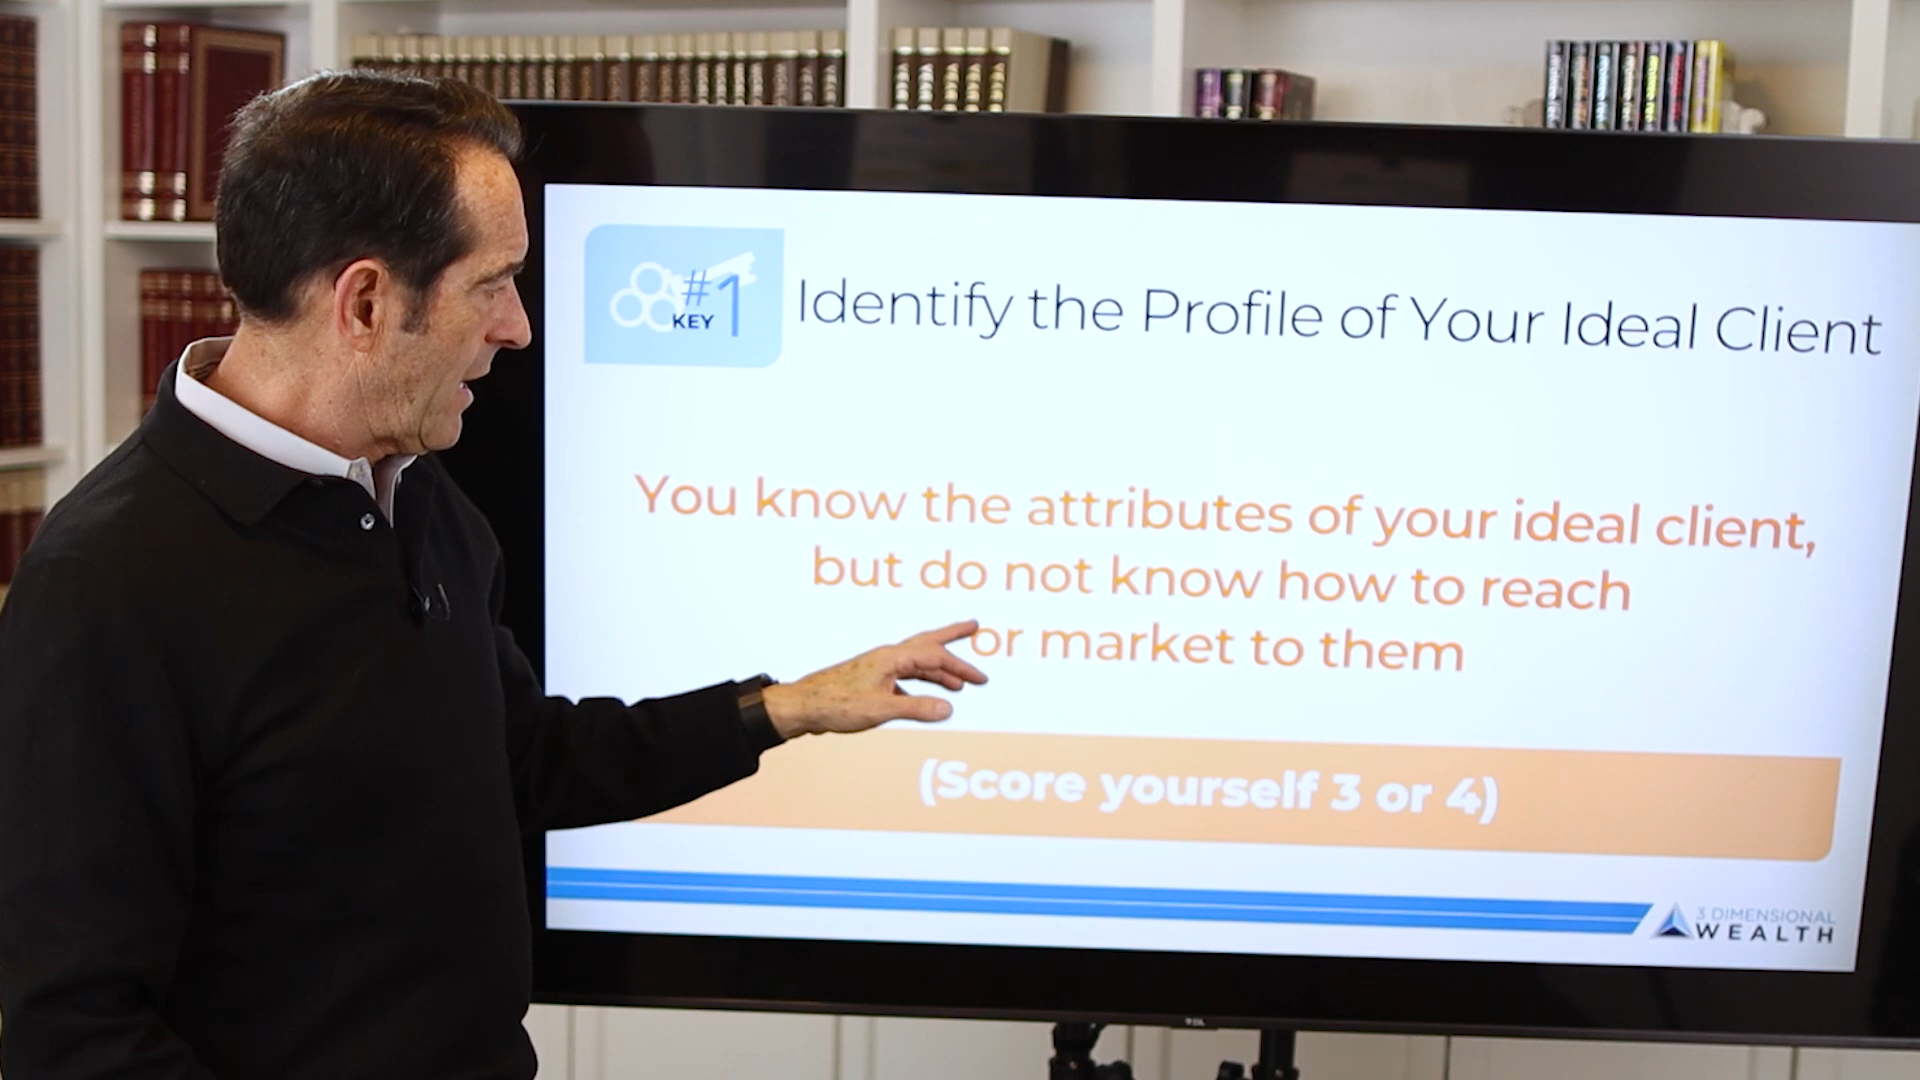 #1
KEY
Identify the Profile of Your Ideal Client
You know the attributes of your ideal client,
but do not know how to reach
or market to them
(Score yourself 3 or 4)
3 DIMENSIONAL
WEALTH
TCL